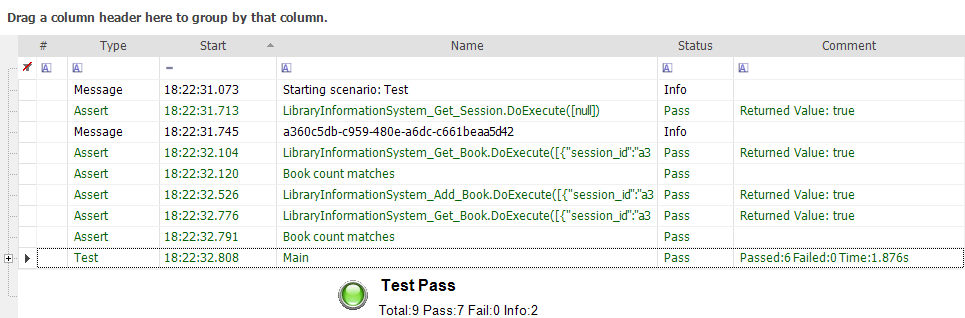 Drag a column header here to group by that column.
# Type Start Name Status Comment
Message 18:22:31.073 Starting scenario: Test Info
Assert 18:22:31.713 LibraryInformationSystem_Get_Session.DoExecute([null]) Pass Returned Value: true
Message 18:22:31.745 a360c5db-c959-480e-a6dc-c661beaa5d42 Info
Assert 18:22:32.104 LibraryInformationSystem_Get_Book.DoExecute([{"session_id":"a3 Pass Returned Value: true
Assert 18:22:32.120 Book count matches Pass
Assert 18:22:32.526 LibraryInformationSystem_Add_Book.DoExecute([{"session_id":"a3 Pass Returned Value: true
Assert 18:22:32.776 LibraryInformationSystem_Get_Book.DoExecute([{"session_id":"a3 Pass Returned Value: true
Assert 18:22:32.791 Book count matches Pass
Test 18:22:32.808 Main Pass Passed:6 Failed:0 Time:1.876s
Test Pass
Total:9 Pass:7 Fail:0 Info:2